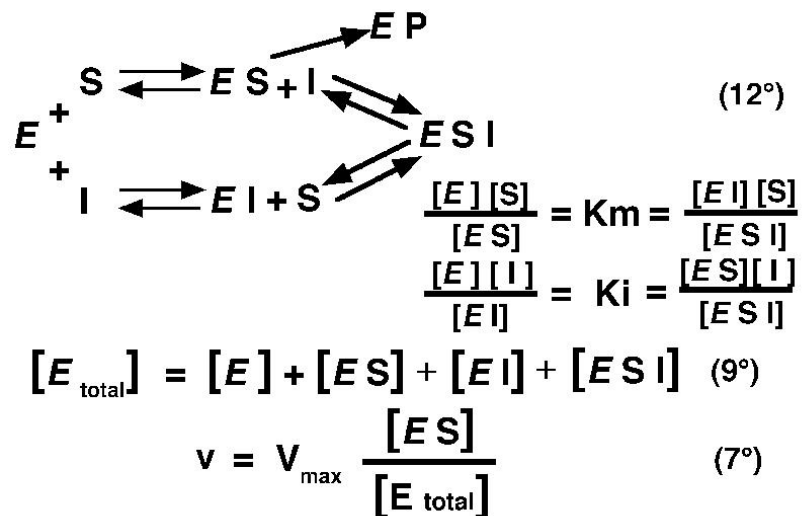 E P
S ⇌ E S + I (12°)
E + + E S I
I ⇌ E I + S
[E] [S] / [E S] = Km = [E I] [S] / [E S I]
[E] [I] / [E I] = Ki = [E S] [I] / [E S I]
[E total] = [E] + [E S] + [E I] + [E S I] (9°)
v = Vmax [E S] / [E total] (7°)